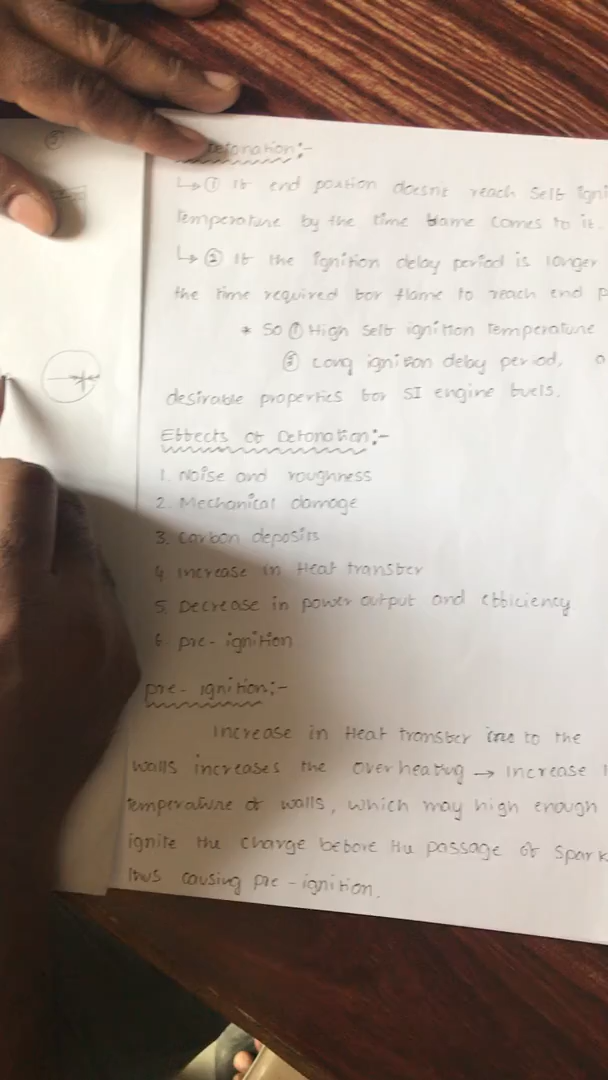 Detonation:-
↳ ① If end poution doesnt reach self igni
Temperature by the time flame comes to it.
↳ ② If the ignition delay period is longer
the time required for flame to reach end p
* so ① High self ignition Temperature
② Long ignition delay period, a
desirable properties for SI engine fuels.
Effects of Detonation:-
1. Noise and roughness
2. Mechanical damage
3. carbon deposits
4. increase in Heat transfer
5. Decrease in power output and efficiency
6. pre-ignition
pre-ignition:-
Increase in Heat transfer to the
walls increases the overheating → increase i
temperature of walls, which may high enough
ignite the charge before the passage of spark
thus causing pre-ignition.